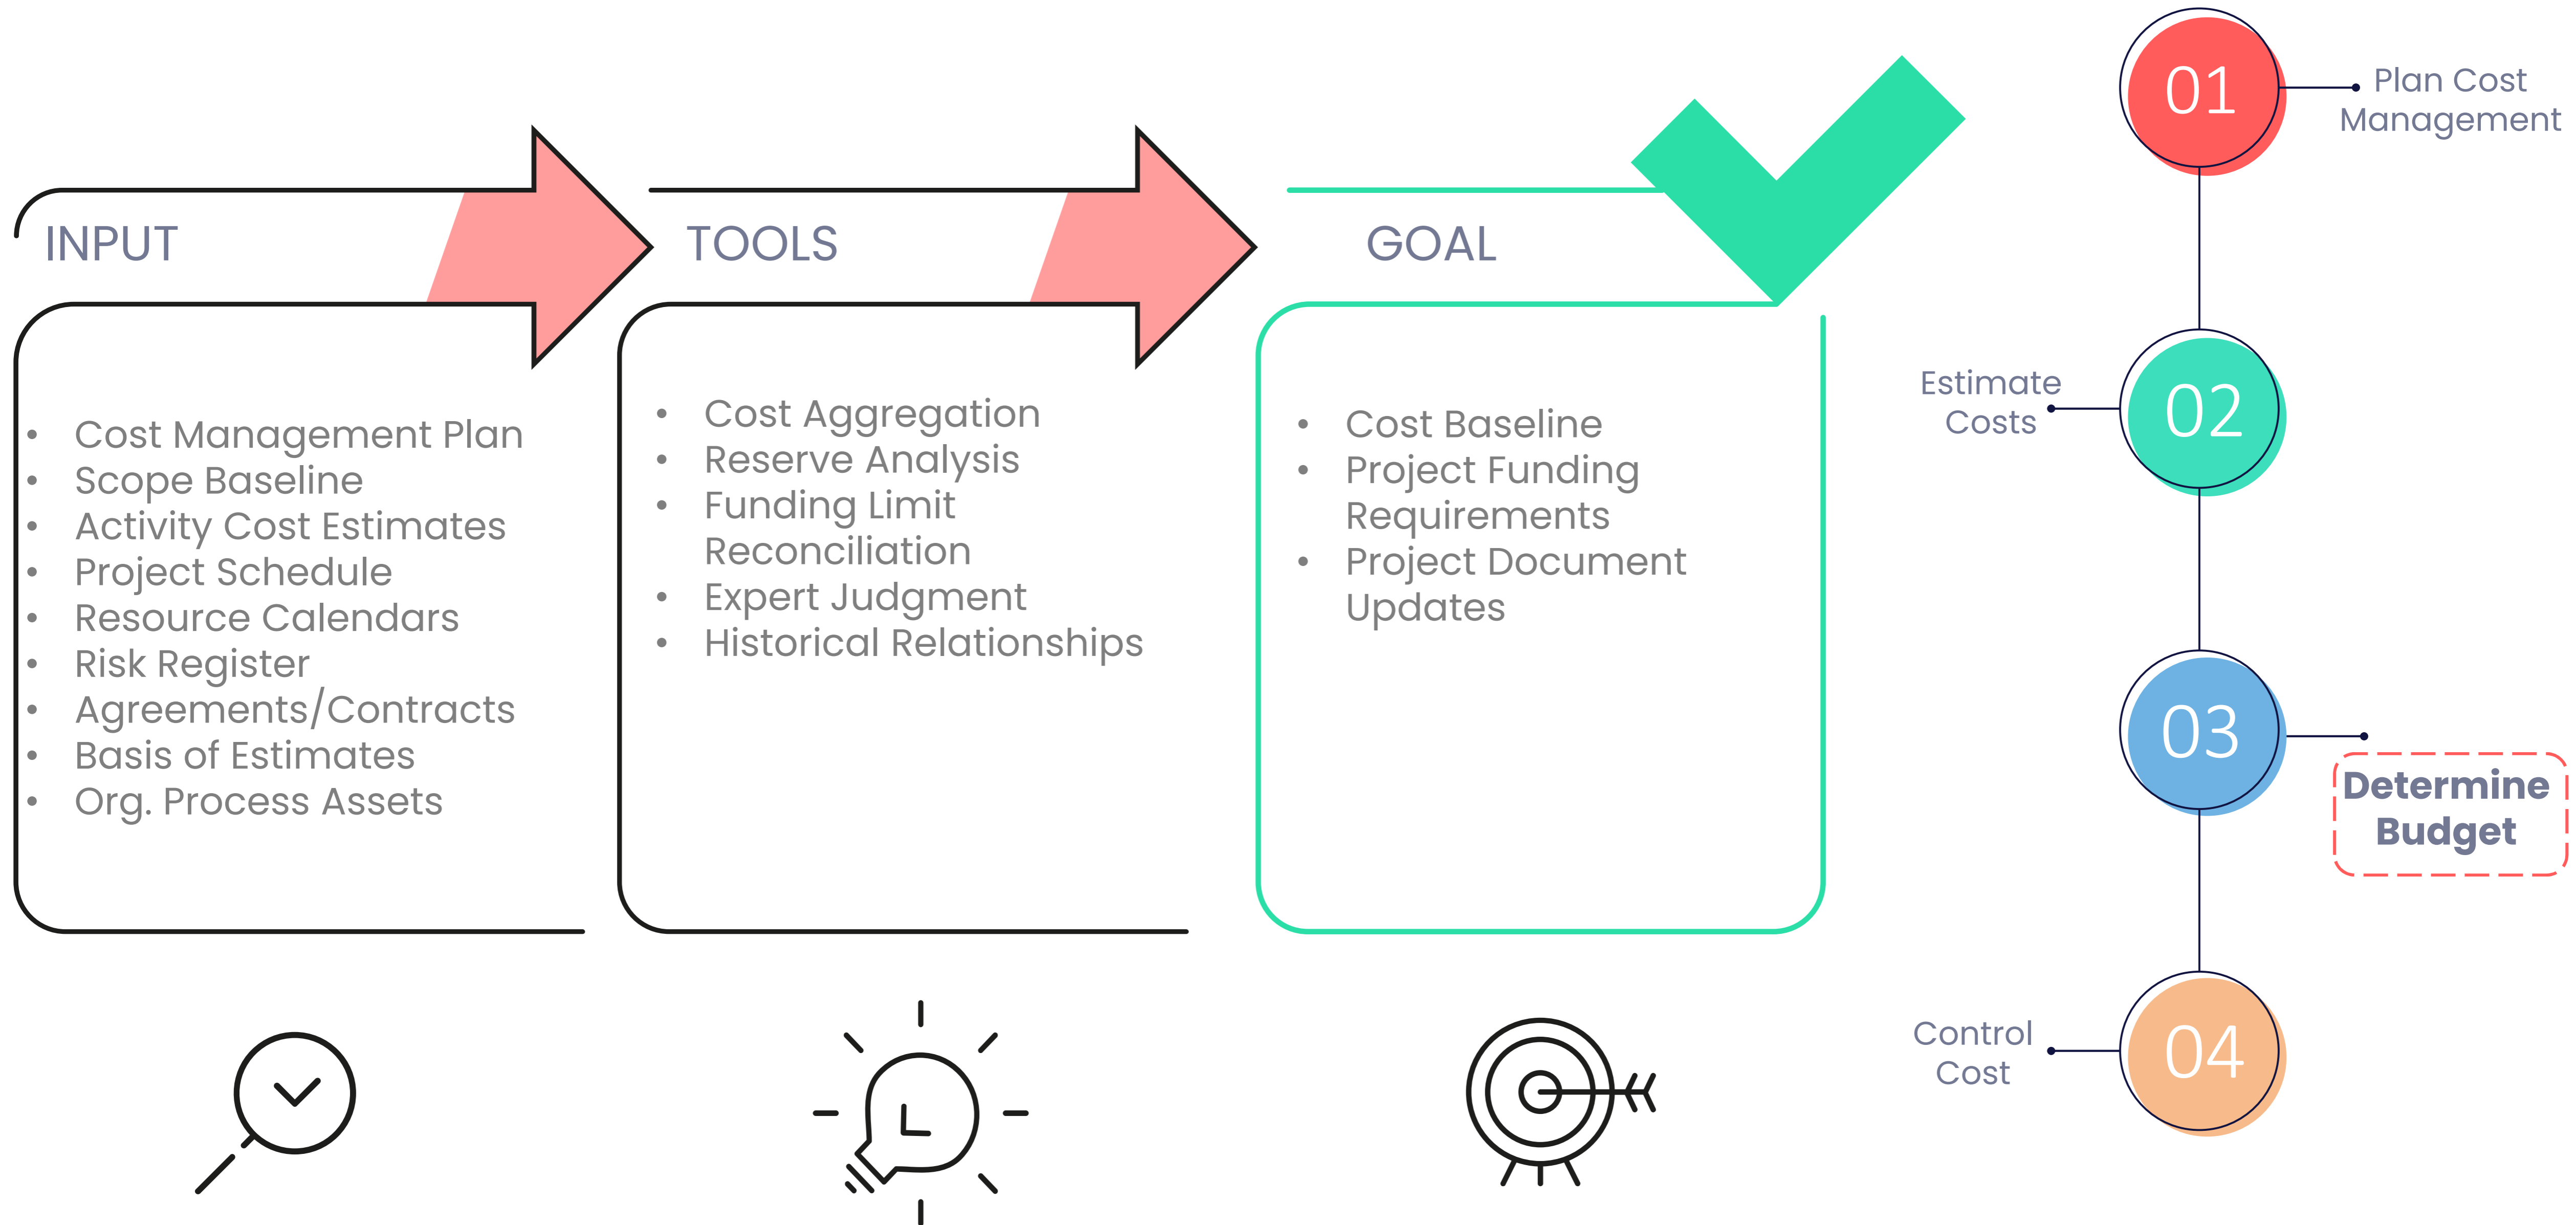 INPUT
• Cost Management Plan
• Scope Baseline
• Activity Cost Estimates
• Project Schedule
• Resource Calendars
• Risk Register
• Agreements/Contracts
• Basis of Estimates
• Org. Process Assets
TOOLS
• Cost Aggregation
• Reserve Analysis
• Funding Limit
Reconciliation
• Expert Judgment
• Historical Relationships
GOAL
• Cost Baseline
• Project Funding
Requirements
• Project Document
Updates
01
Plan Cost
Management
02
Estimate
Costs
03
Determine
Budget
04
Control
Cost